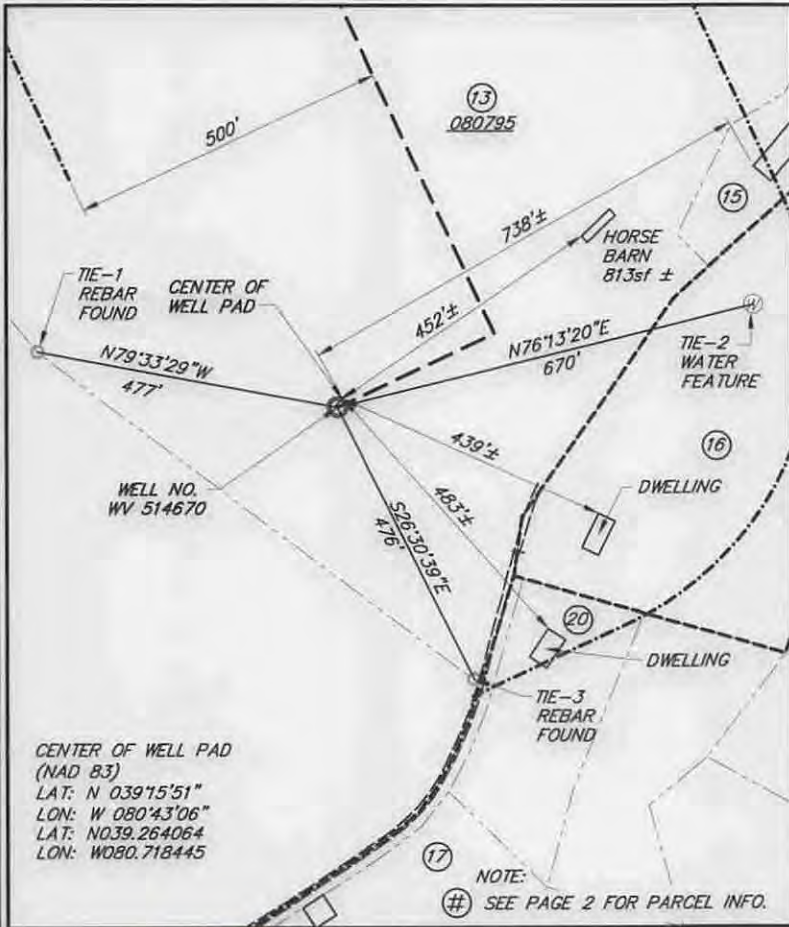 13
080795
500'
15
738'±
HORSE
BARN
813sf ±
TIE-1
REBAR
FOUND
CENTER OF
WELL PAD
452'±
N76°13'20"E
670'
TIE-2
WATER
FEATURE
W
N79°33'29"W
477'
16
439'±
WELL NO.
WV 514670
483'±
DWELLING
S26°30'39"E
476'
20
DWELLING
TIE-3
REBAR
FOUND
CENTER OF WELL PAD
(NAD 83)
LAT: N 039°15'51"
LON: W 080°43'06"
LAT: N039.264064
LON: W080.718445
17
NOTE:
# SEE PAGE 2 FOR PARCEL INFO.